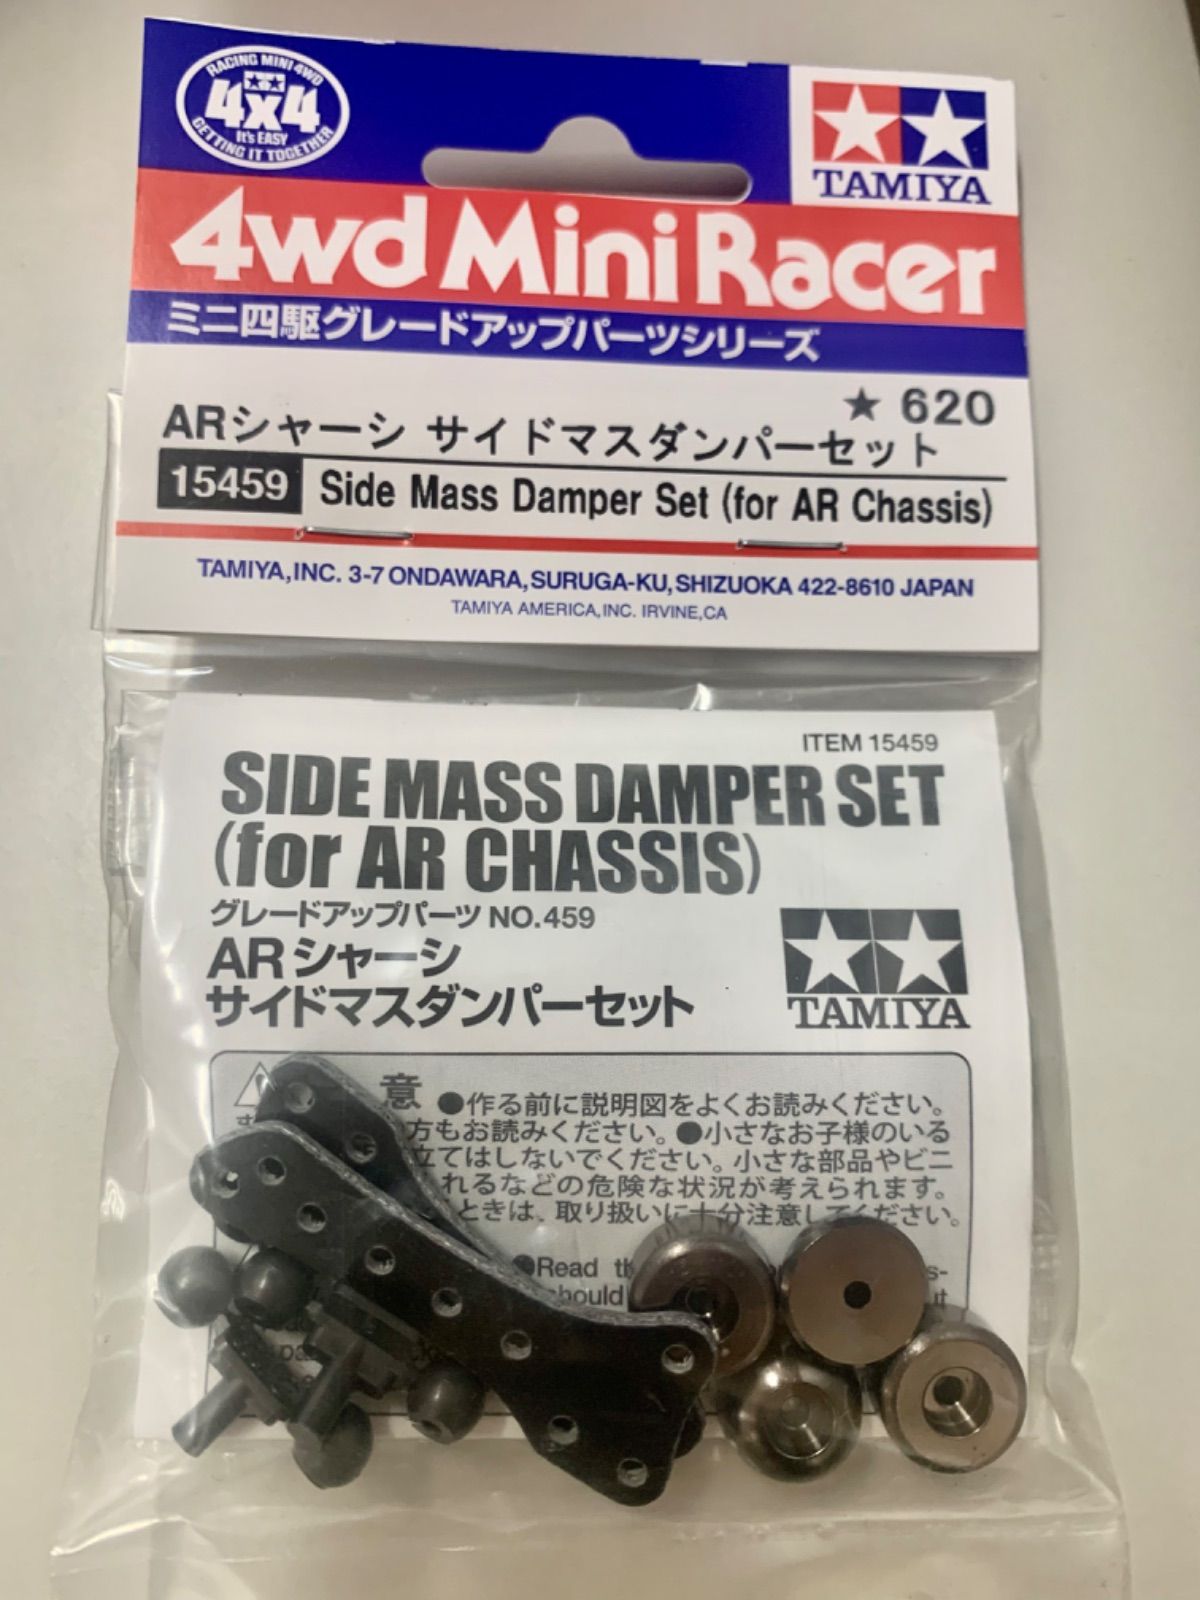 RACING MINI 4WD
4x4
It's EASY
GETTING IT TOGETHER
TAMIYA
4wd Mini Racer
ミニ四駆グレードアップパーツシリーズ
★ 620
ARシャーシ サイドマスダンパーセット
15459 Side Mass Damper Set (for AR Chassis)
TAMIYA, INC. 3-7 ONDAWARA, SURUGA-KU, SHIZUOKA 422-8610 JAPAN
TAMIYA AMERICA, INC. IRVINE, CA
ITEM 15459
SIDE MASS DAMPER SET
(for AR CHASSIS)
グレードアップパーツ NO.459
ARシャーシ
サイドマスダンパーセット
TAMIYA
意 ●作る前に説明図をよくお読みください。
方もお読みください。●小さなお子様のいる
立てはしないでください。小さな部品やビニ
れるなどの危険な状況が考えられます。
ときは、取り扱いに十分注意してください。
●Read
should